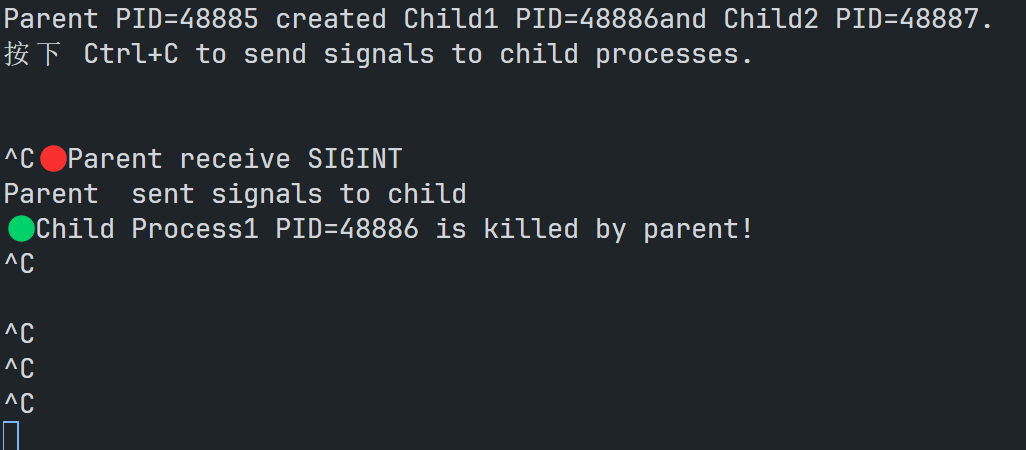 Parent PID=48885 created Child1 PID=48886and Child2 PID=48887.
按下 Ctrl+C to send signals to child processes.
^C🔴Parent receive SIGINT
Parent  sent signals to child
🟢Child Process1 PID=48886 is killed by parent!
^C
^C
^C
^C